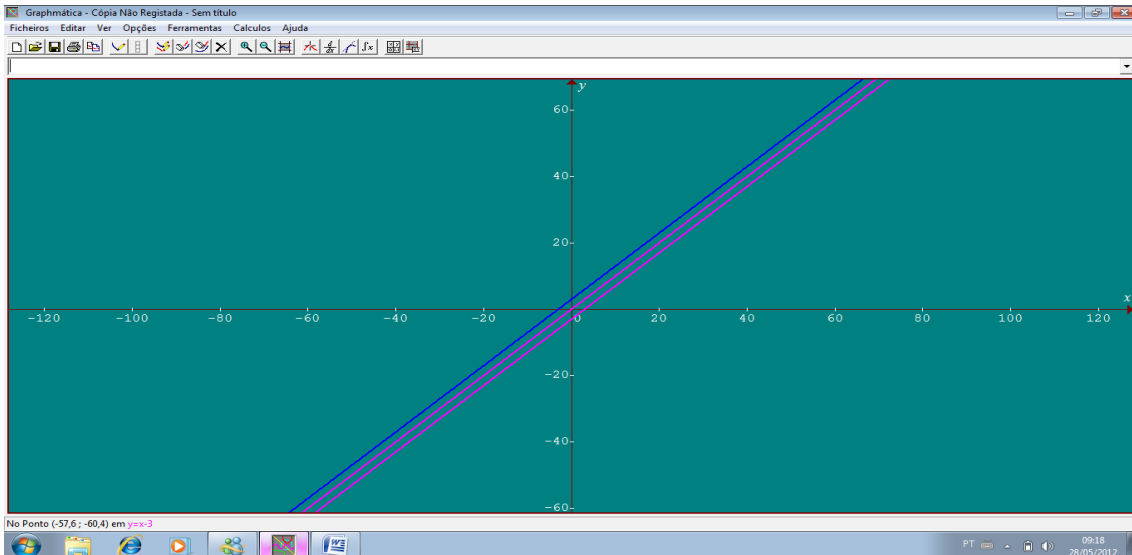 Graphmática - Cópia Não Registada - Sem título
Ficheiros Editar Ver Opções Ferramentas Calculos Ajuda
y
60
40
20
x
-120 -100 -80 -60 -40 -20 0 20 40 60 80 100 120
-20
-40
-60
No Ponto (-57,6 ; -60,4) em y=x-3
PT 09:18
28/05/2012